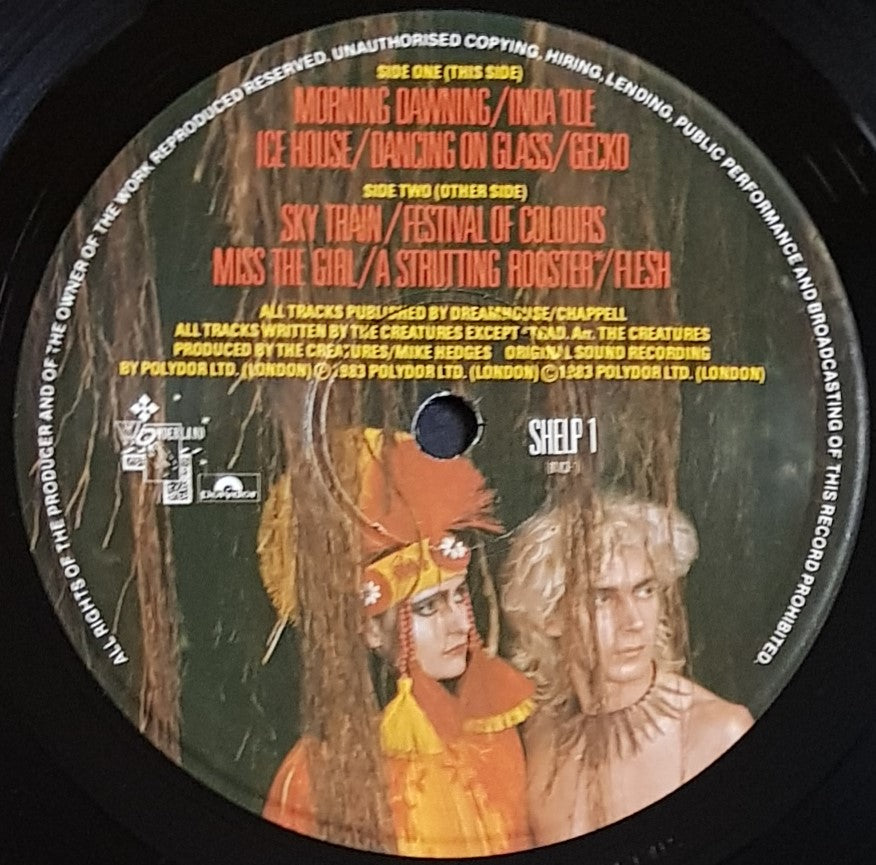 ALL RIGHTS OF THE PRODUCER AND OF THE OWNER OF THE WORK REPRODUCED RESERVED. UNAUTHORISED COPYING, HIRING, LENDING, PUBLIC PERFORMANCE AND BROADCASTING OF THIS RECORD PROHIBITED.
SIDE ONE (THIS SIDE)
MORNING DAWNING/INOA 'OLE
ICE HOUSE/DANCING ON GLASS/GECKO
SIDE TWO (OTHER SIDE)
SKY TRAIN/FESTIVAL OF COLOURS
MISS THE GIRL/A STRUTTING ROOSTER*/FLESH
ALL TRACKS PUBLISHED BY DREAMHOUSE/CHAPPELL
ALL TRACKS WRITTEN BY THE CREATURES EXCEPT *TRAD. Arr. THE CREATURES
PRODUCED BY THE CREATURES/MIKE HEDGES ORIGINAL SOUND RECORDING
BY POLYDOR LTD. (LONDON) Ⓟ 1983 POLYDOR LTD. (LONDON) © 1983 POLYDOR LTD. (LONDON)
WONDERLAND
polydor
SHELP 1